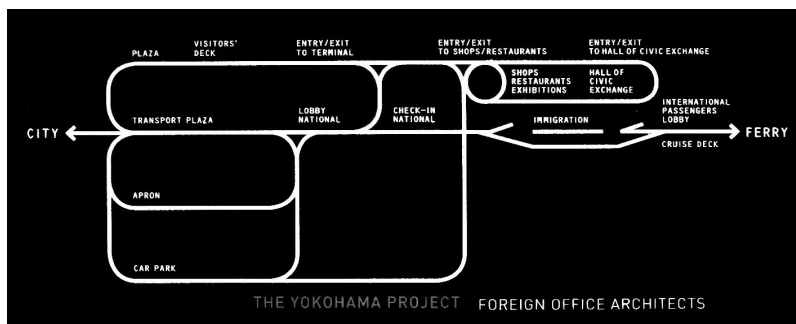 PLAZA
VISITORS'
DECK
ENTRY/EXIT
TO TERMINAL
ENTRY/EXIT
TO SHOPS/RESTAURANTS
ENTRY/EXIT
TO HALL OF CIVIC EXCHANGE
SHOPS
RESTAURANTS
EXHIBITIONS
HALL OF
CIVIC
EXCHANGE
CITY
TRANSPORT PLAZA
LOBBY
NATIONAL
CHECK-IN
NATIONAL
IMMIGRATION
INTERNATIONAL
PASSENGERS
LOBBY
FERRY
CRUISE DECK
APRON
CAR PARK
THE YOKOHAMA PROJECT
FOREIGN OFFICE ARCHITECTS